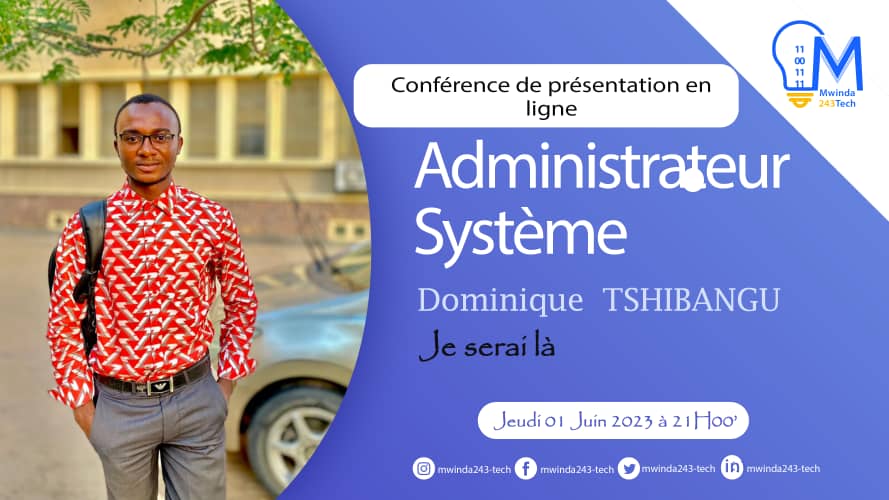 11
00
11
11
M
Mwinda
243Tech
Conférence de présentation en
ligne
Administrateur
Système
Dominique TSHIBANGU
Je serai là
Jeudi 01 Juin 2023 à 21H00'
mwinda243-tech mwinda243-tech mwinda243-tech in mwinda243-tech